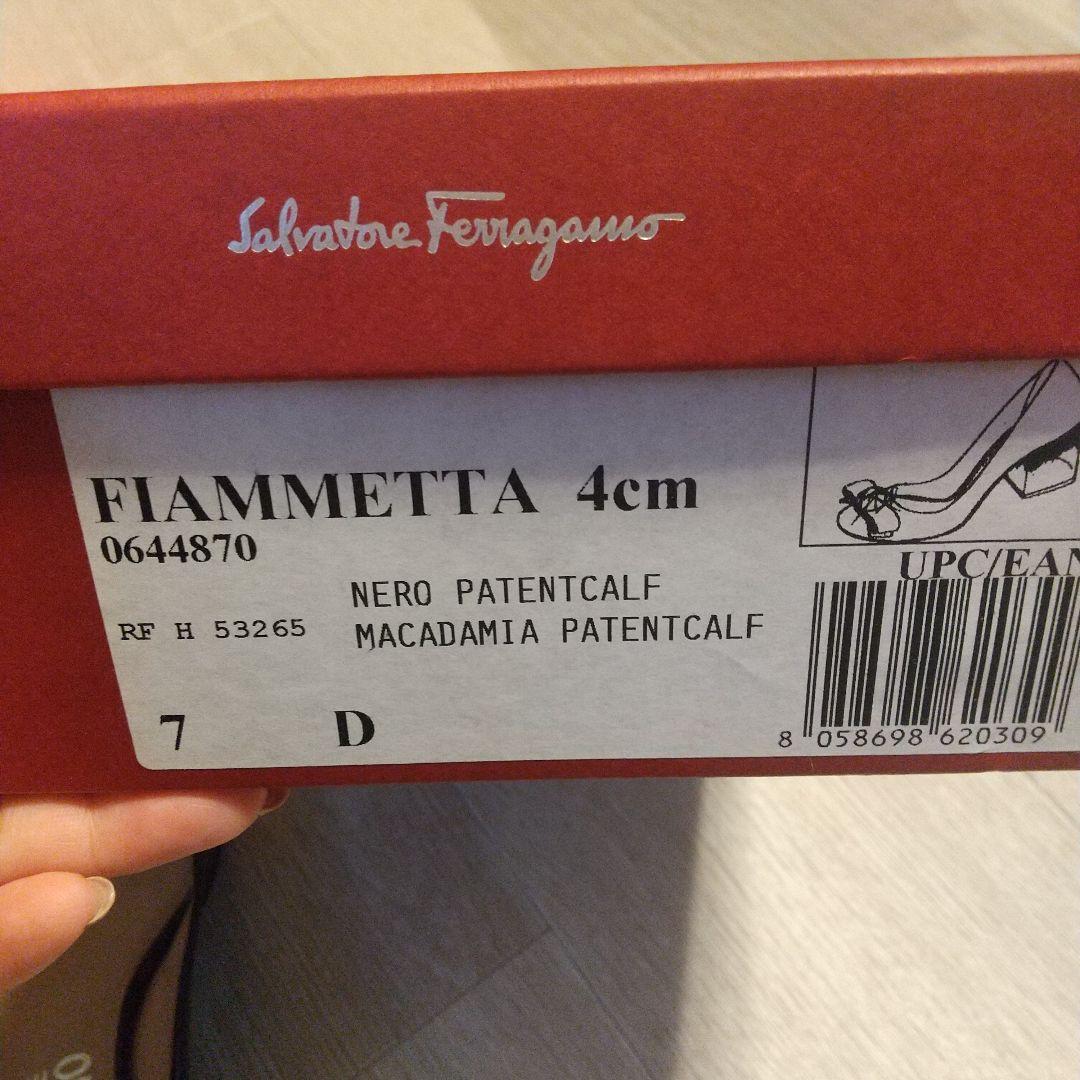 Salvatore Ferragamo
FIAMMETTA 4cm
0644870
UPC/EAN
NERO PATENTCALF
RF H 53265
MACADAMIA PATENTCALF
7 D
8 058698 620309